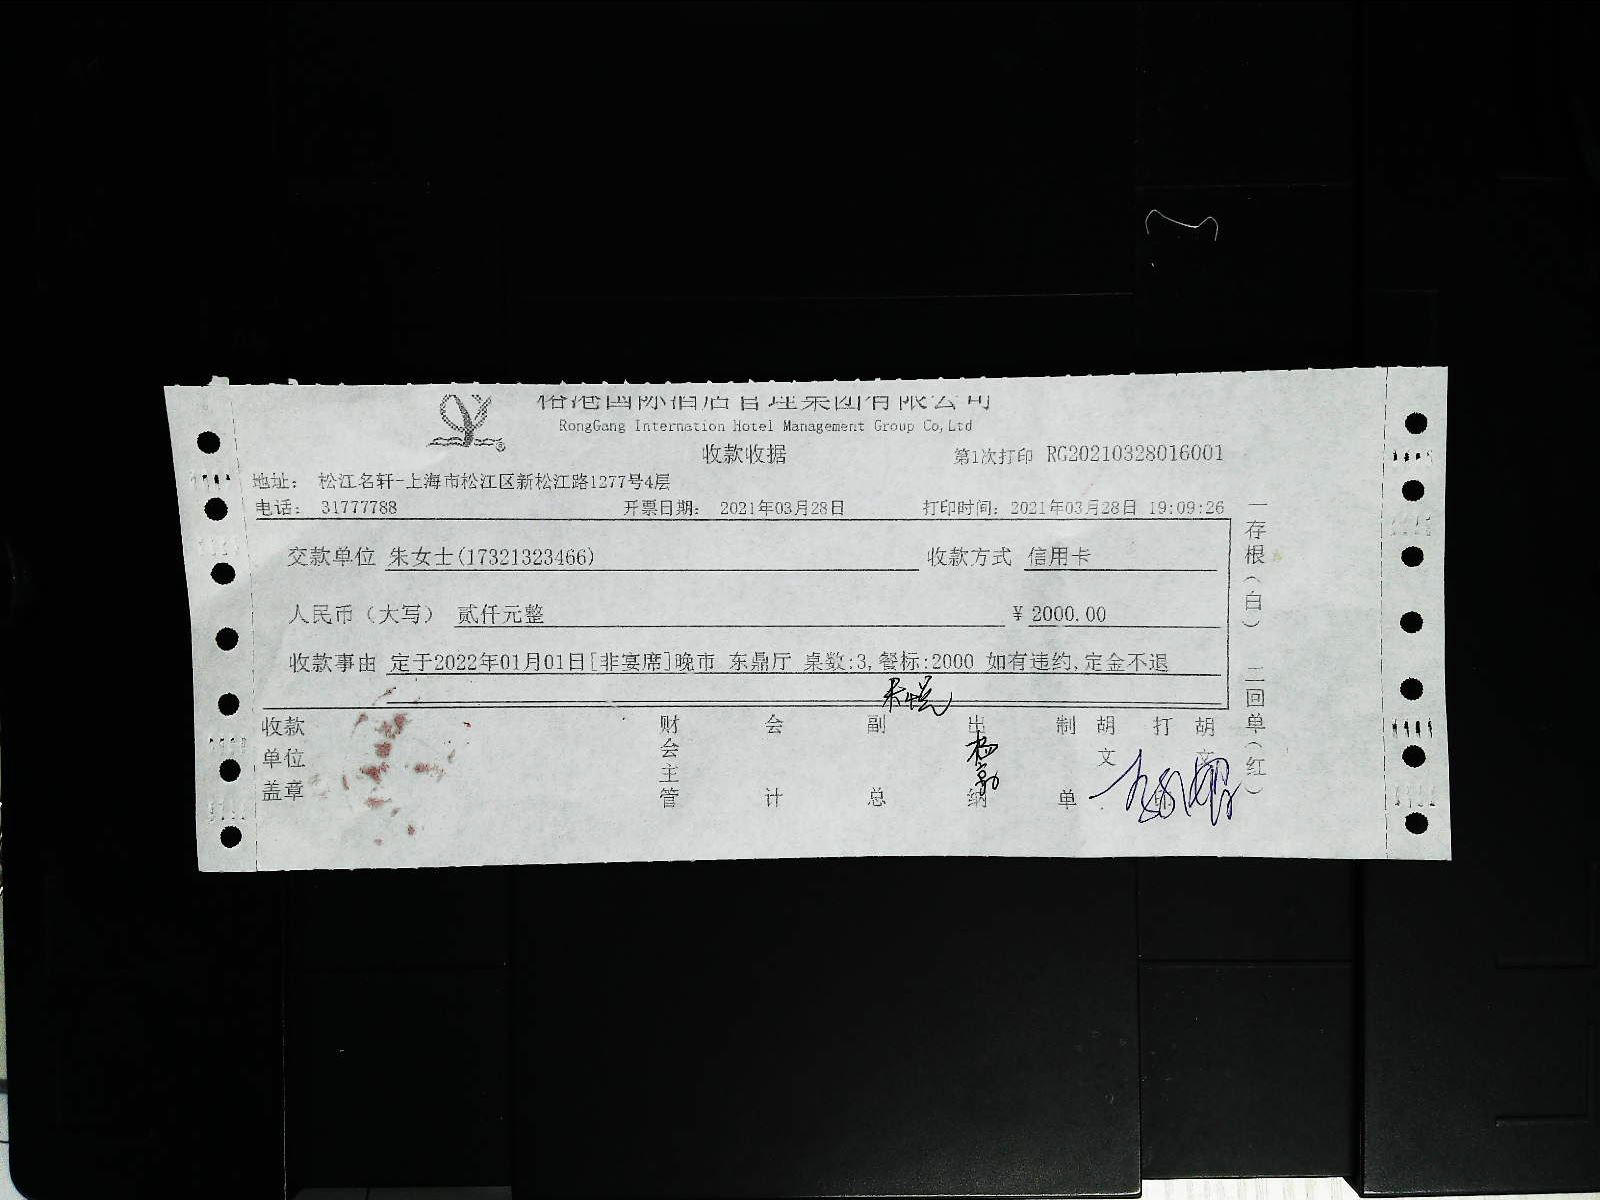 榕港国际酒店管理集团有限公司
RongGang Internation Hotel Management Group Co,Ltd
收款收据
第1次打印 RG20210328016001
地址： 松江名轩-上海市松江区新松江路1277号4层
电话： 31777788 开票日期： 2021年03月28日 打印时间：2021年03月28日 19:09:26
交款单位 朱女士(17321323466) 收款方式 信用卡
人民币（大写） 贰仟元整 ¥ 2000.00
收款事由 定于2022年01月01日[非宴席]晚市 东鼎厅 桌数:3,餐标:2000 如有违约,定金不退
收款单位盖章
财会主管
会计
副总
出纳
制单
胡文
打印
胡
一存根（白） 二回单（红）